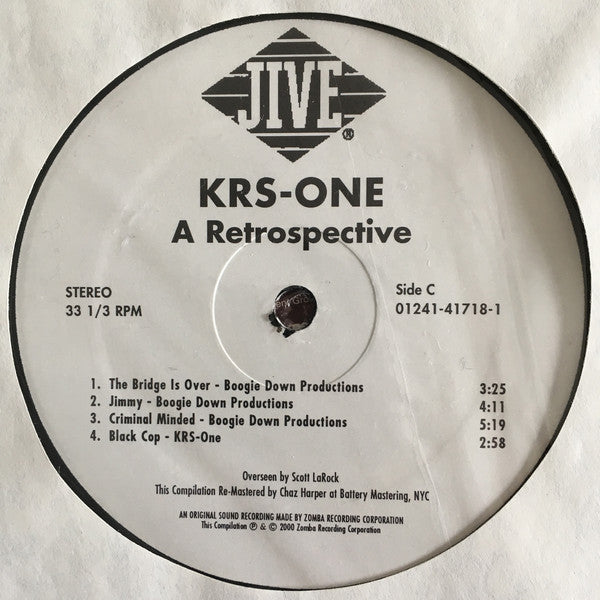 JIVE®
KRS-ONE
A Retrospective
STEREO
33 1/3 RPM
Side C
01241-41718-1
1. The Bridge Is Over - Boogie Down Productions 3:25
2. Jimmy - Boogie Down Productions 4:11
3. Criminal Minded - Boogie Down Productions 5:19
4. Black Cop - KRS-One 2:58
Overseen by Scott LaRock
This Compilation Re-Mastered by Chaz Harper at Battery Mastering, NYC
AN ORIGINAL SOUND RECORDING MADE BY ZOMBA RECORDING CORPORATION
This Compilation ℗ & © 2000 Zomba Recording Corporation